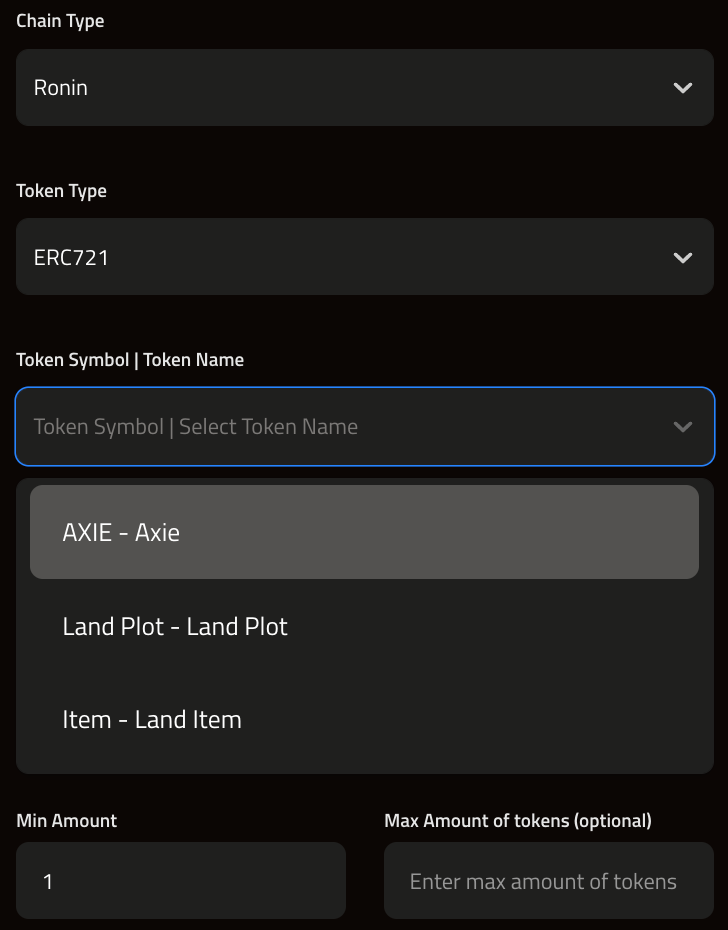 Chain Type
Ronin
Token Type
ERC721
Token Symbol | Token Name
Token Symbol | Select Token Name
AXIE - Axie
Land Plot - Land Plot
Item - Land Item
Min Amount
Max Amount of tokens (optional)
1
Enter max amount of tokens